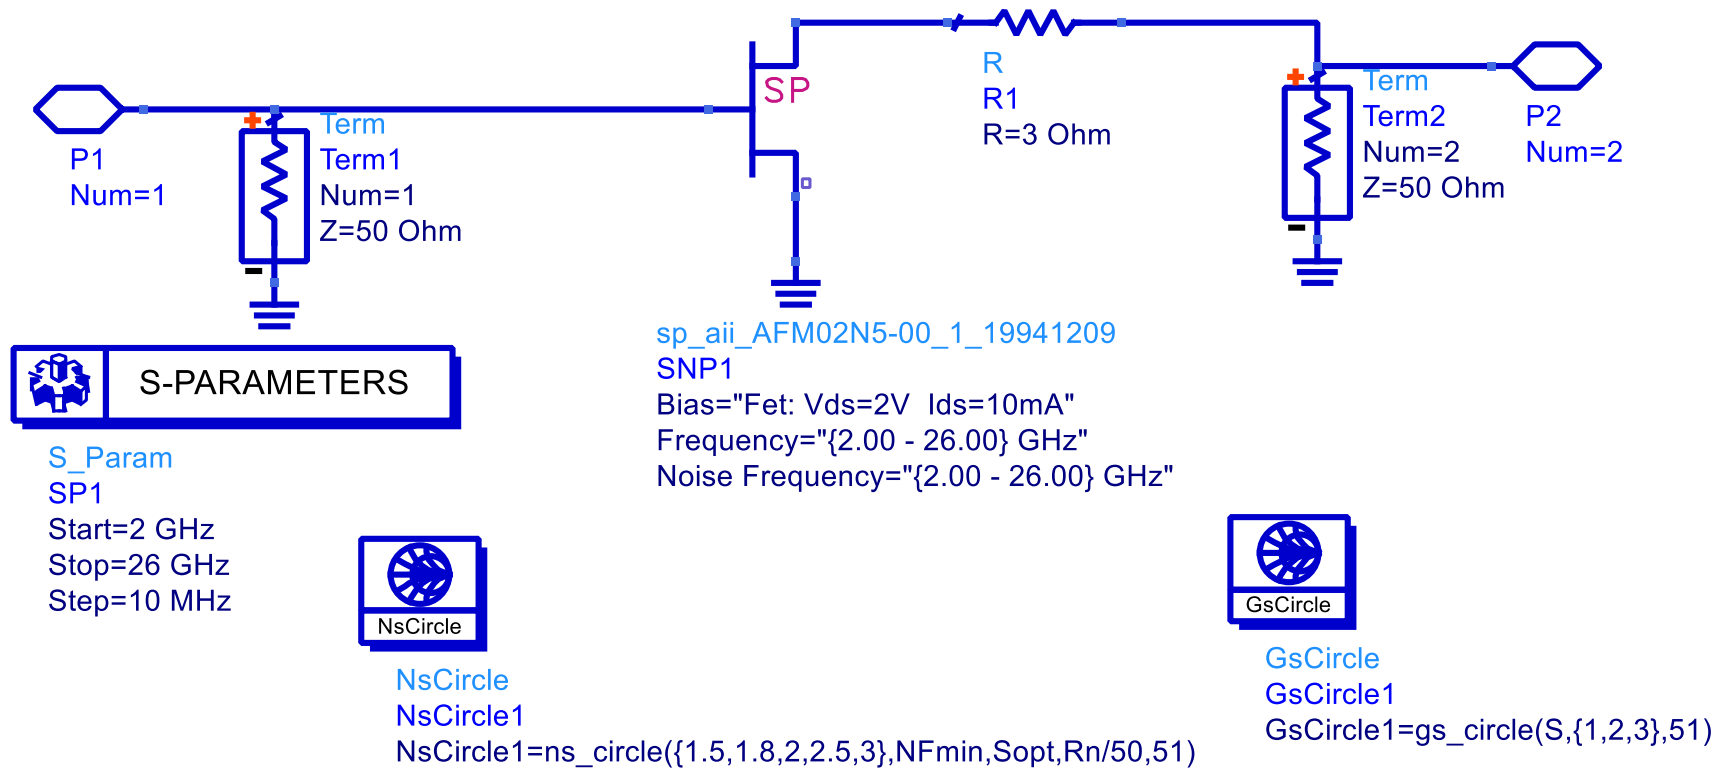 SP
R
R1
R=3 Ohm
Term
Term2
Num=2
Z=50 Ohm
P2
Num=2
P1
Num=1
Term
Term1
Num=1
Z=50 Ohm
sp_aii_AFM02N5-00_1_19941209
SNP1
Bias="Fet: Vds=2V  Ids=10mA"
Frequency="{2.00 - 26.00} GHz"
Noise Frequency="{2.00 - 26.00} GHz"
S-PARAMETERS
S_Param
SP1
Start=2 GHz
Stop=26 GHz
Step=10 MHz
NsCircle
NsCircle
NsCircle1
NsCircle1=ns_circle({1.5,1.8,2,2.5,3},NFmin,Sopt,Rn/50,51)
GsCircle
GsCircle
GsCircle1
GsCircle1=gs_circle(S,{1,2,3},51)